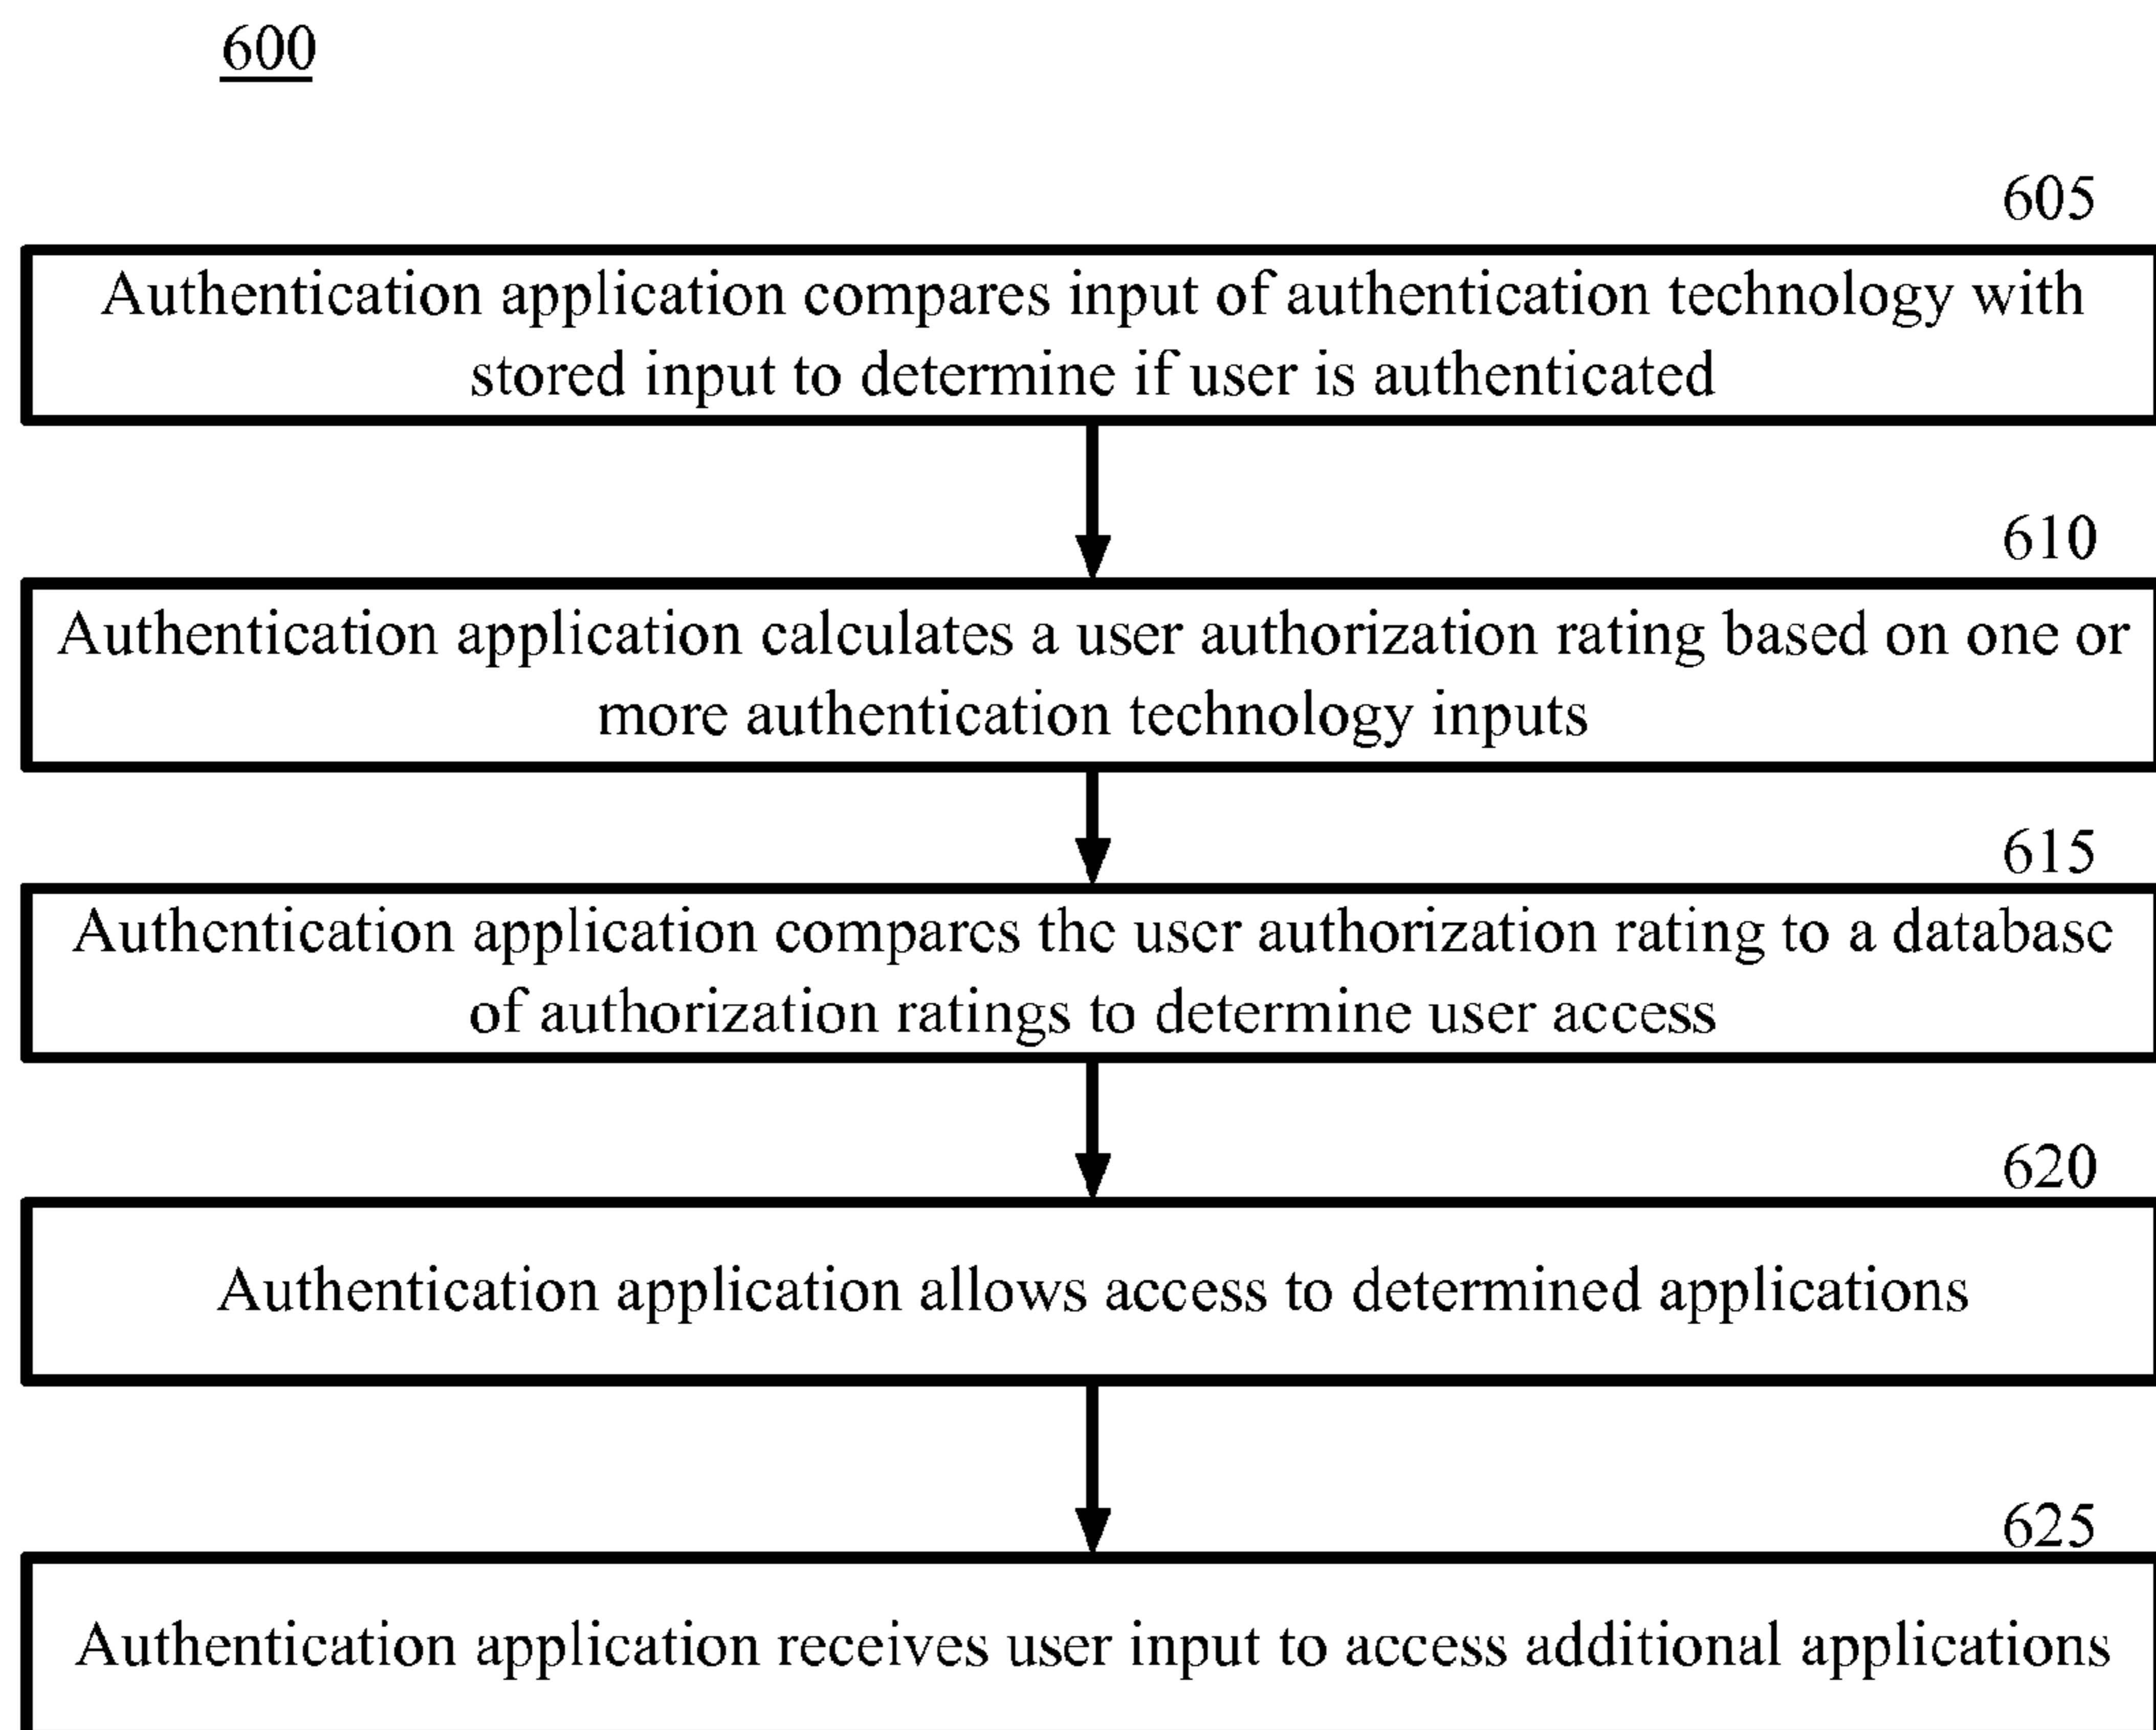 600
605
Authentication application compares input of authentication technology with
stored input to determine if user is authenticated
610
Authentication application calculates a user authorization rating based on one or
more authentication technology inputs
615
Authentication application compares the user authorization rating to a database
of authorization ratings to determine user access
620
Authentication application allows access to determined applications
625
Authentication application receives user input to access additional applications